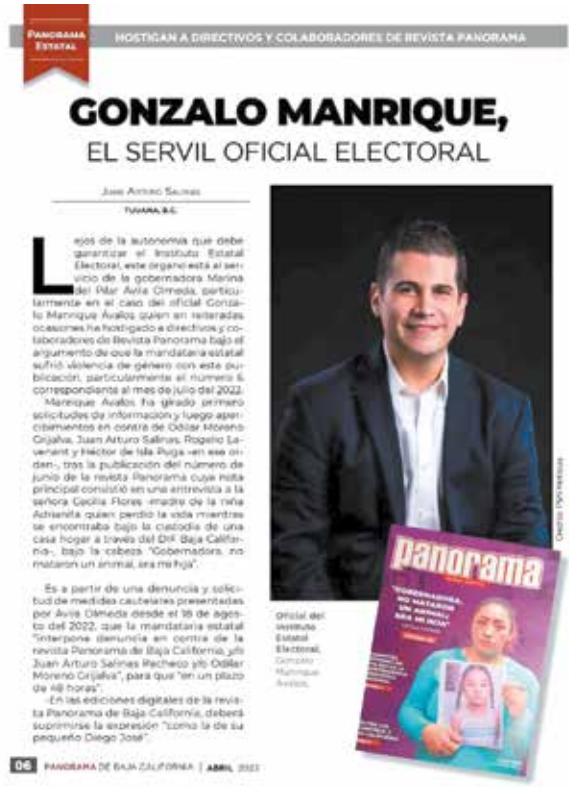 PANORAMA
ESTATAL
HOSTIGAN A DIRECTIVOS Y COLABORADORES DE REVISTA PANORAMA
GONZALO MANRIQUE,
EL SERVIL OFICIAL ELECTORAL
JUAN ARTURO SALINAS
TIJUANA, B.C.
Lejos de la autonomía que debe
garantizar el Instituto Estatal
Electoral, este órgano está al ser-
vicio de la gobernadora Marina
del Pilar Ávila Olmeda, particu-
larmente en el caso del oficial Gonza-
lo Manrique Ávalos quien en reiteradas
ocasiones ha hostigado a directivos y co-
laboradores de Revista Panorama bajo el
argumento de que la mandataria estatal
sufrió violencia de género con esta pu-
blicación, particularmente el número 6
correspondiente al mes de julio del 2022.
Manrique Ávalos ha girado primero
solicitudes de información y luego aper-
cibimientos en contra de Odilar Moreno
Grijalva, Juan Arturo Salinas, Rogelio La-
venant y Héctor de Isla Puga -en ese or-
den-, tras la publicación del número de
junio de la revista Panorama cuya nota
principal consistió en una entrevista a la
señora Cecilia Flores -madre de la niña
Adrianita quien perdió la vida mientras
se encontraba bajo la custodia de una
casa hogar a través del DIF Baja Califor-
nia-, bajo la cabeza "Gobernadora, no
mataron un animal, era mi hija".
Es a partir de una denuncia y solici-
tud de medidas cautelares presentadas
por Ávila Olmeda desde el 18 de agos-
to del 2022, que la mandataria estatal
"interpone denuncia en contra de la
revista Panorama de Baja California, y/o
Juan Arturo Salinas Pacheco y/o Odilar
Moreno Grijalva", para que "en un plazo
de 48 horas".
-En las ediciones digitales de la revis-
ta Panorama de Baja California, deberá
suprimirse la expresión "como la de su
pequeño Diego José".
Oficial del
Instituto
Estatal
Electoral,
Gonzalo
Manrique
Ávalos.
panorama
"GOBERNADORA,
NO MATARON
UN ANIMAL;
ERA MI HIJA"
06 PANORAMA DE BAJA CALIFORNIA | ABRIL 2023